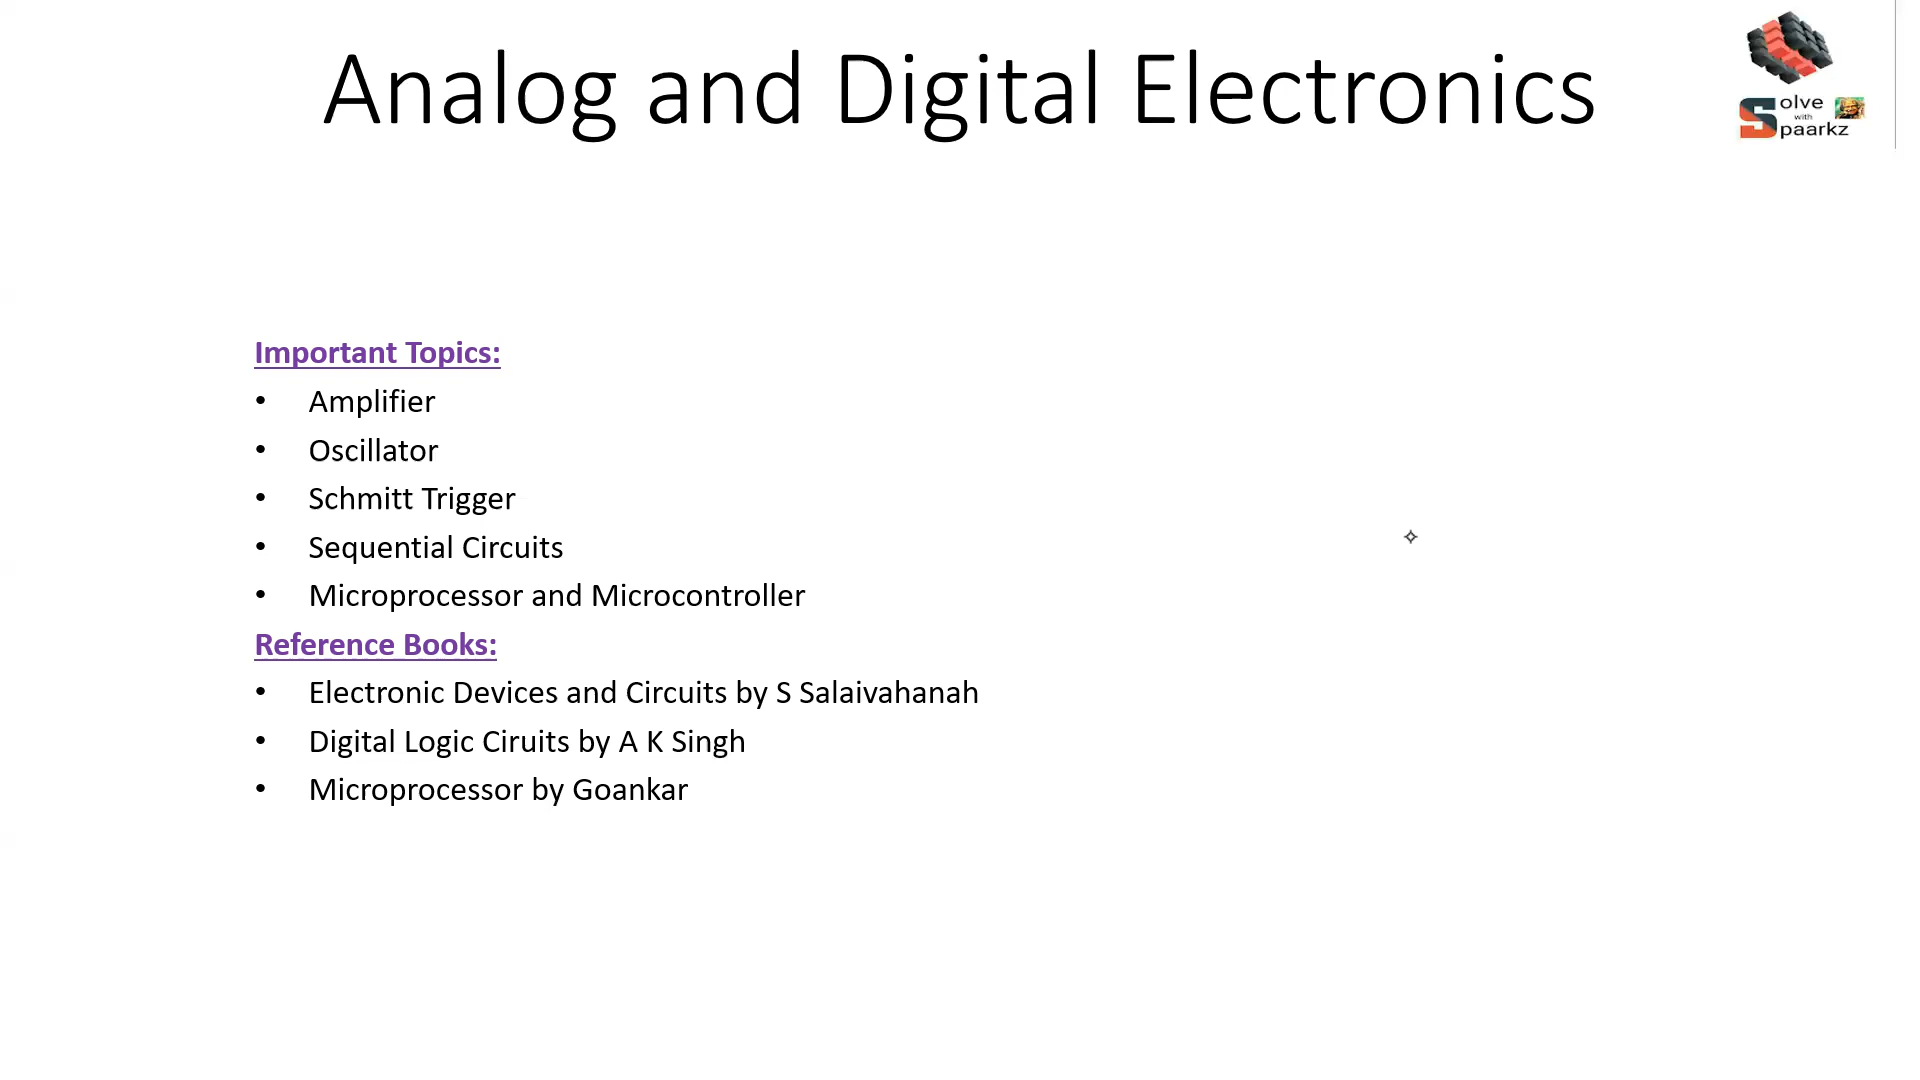 Analog and Digital Electronics
Solve
with
Spaarkz
Important Topics:
• Amplifier
• Oscillator
• Schmitt Trigger
• Sequential Circuits
• Microprocessor and Microcontroller
Reference Books:
• Electronic Devices and Circuits by S Salaivahanah
• Digital Logic Ciruits by A K Singh
• Microprocessor by Goankar